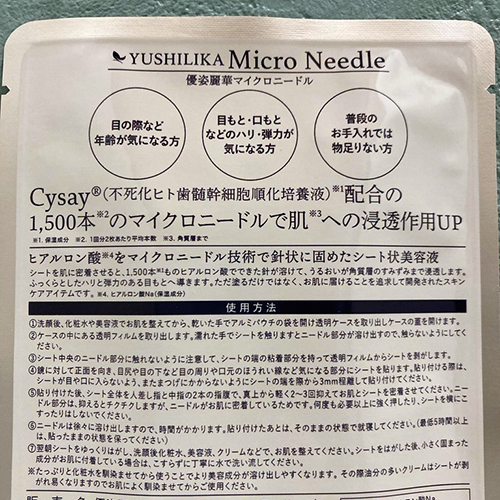 YUSHILIKA Micro Needle
優姿麗華マイクロニードル
目の際など
年齢が気になる方
目もと・口もと
などのハリ・弾力が
気になる方
普段の
お手入れでは
物足りない方
Cysay®(不死化ヒト歯髄幹細胞順化培養液)※1配合の
1,500本※2のマイクロニードルで肌※3への浸透作用UP
※1. 保湿成分 ※2. 1回分2枚あたり平均本数 ※3. 角質層まで
ヒアルロン酸※4をマイクロニードル技術で針状に固めたシート状美容液
シートを肌に密着させると、1,500本※2ものヒアルロン酸でできた針が溶けて、うるおいが角質層のすみずみまで浸透します。
ふっくらとしたハリと弾力のある目もとへ導きます。ただ塗るだけではなく、お肌に届けることを追求して開発されたスキン
ケアアイテムです。※4. ヒアルロン酸Na(保湿成分)
使用方法
①洗顔後、化粧水や美容液でお肌を整えてから、乾いた手でアルミパウチの袋を開け透明ケースを取り出しケースの蓋を開けます。
②ケースの中にある透明フィルムを取り出します。濡れた手でシートを触りますとニードル部分が溶け出すので、触らないようにしてく
ださい。
③シート中央のニードル部分に触れないように注意して、シートの端の粘着部分を持って透明フィルムからシートを剥がします。
④鏡に対して正面を向き、目尻や目の下など目の周りや口元のほうれい線など気になる部分にシートを貼ります。貼り付ける際は、
シートが目や口に入らないよう、またまつげにかからないようにシートの端を際から3mm程離して貼り付けてください。
⑤貼り付けた後、シート全体を人差し指と中指の2本の指腹で、真上から軽く2〜3回抑えてお肌とシートを密着させてください。ニー
ドル部分は、抑えるとチクチクしますが、ニードルがお肌に密着しているためです。何度も必要以上に強く押したり、シートを横にこ
すったりはしないでください。
⑥ニードルは徐々に溶け出しますので、時間がかかります。貼り付けたあとは、そのままの状態で就寝してください。(最低5時間以上
は、貼ったままの状態を保ってください)
⑦翌朝シートをゆっくりはがし、洗顔後化粧水、美容液、クリームなどで、お肌を整えてください。シートをはがした後、小さく固まった
成分がお肌に付着している場合は、こすらずに丁寧に水で洗い流してください。
※たっぷりと化粧水を馴染ませてから使うことでより美容成分が溶け出しやすくなります。その際油分の多いクリームはシートが剥
がれ易くなりますのでお肌によく馴染ませてからご使用ください。